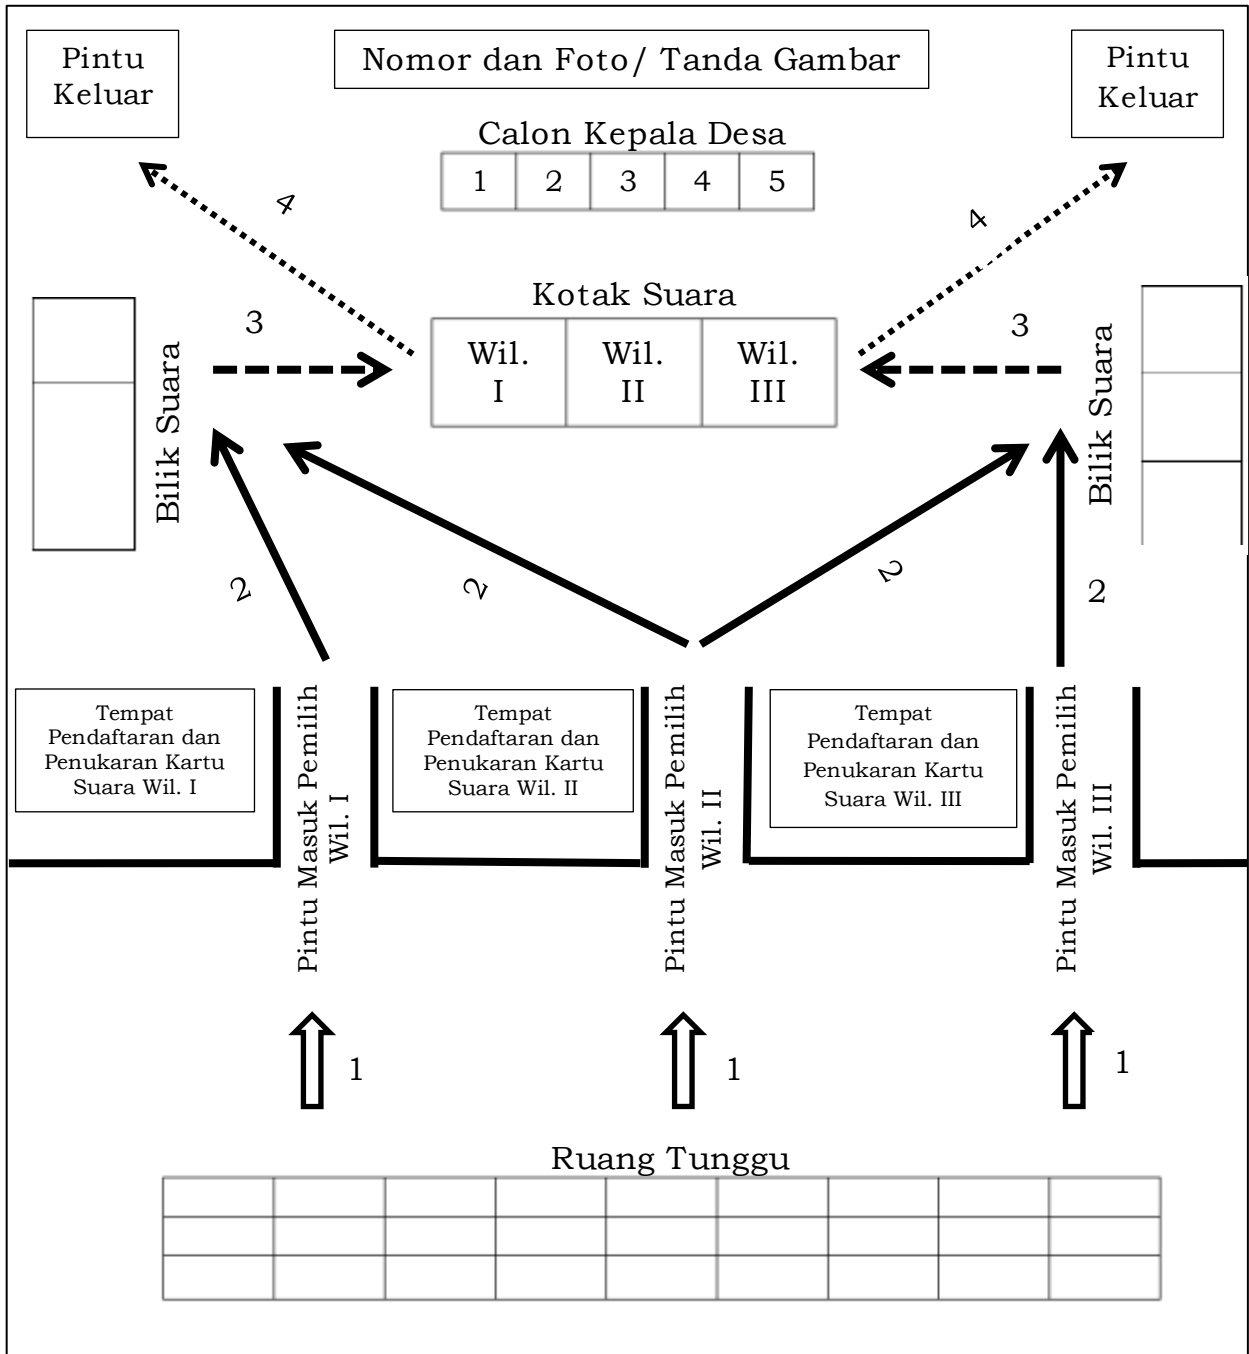 Pintu
Keluar
Nomor dan Foto/ Tanda Gambar
Pintu
Keluar
Calon Kepala Desa
1 2 3 4 5
4
4
Kotak Suara
3
3
Wil.
I
Wil.
II
Wil.
III
Bilik Suara
Bilik Suara
2
2
2
2
Tempat
Pendaftaran dan
Penukaran Kartu
Suara Wil. I
Pintu Masuk Pemilih
Wil. I
Tempat
Pendaftaran dan
Penukaran Kartu
Suara Wil. II
Pintu Masuk Pemilih
Wil. II
Tempat
Pendaftaran dan
Penukaran Kartu
Suara Wil. III
Pintu Masuk Pemilih
Wil. III
1
1
1
Ruang Tunggu